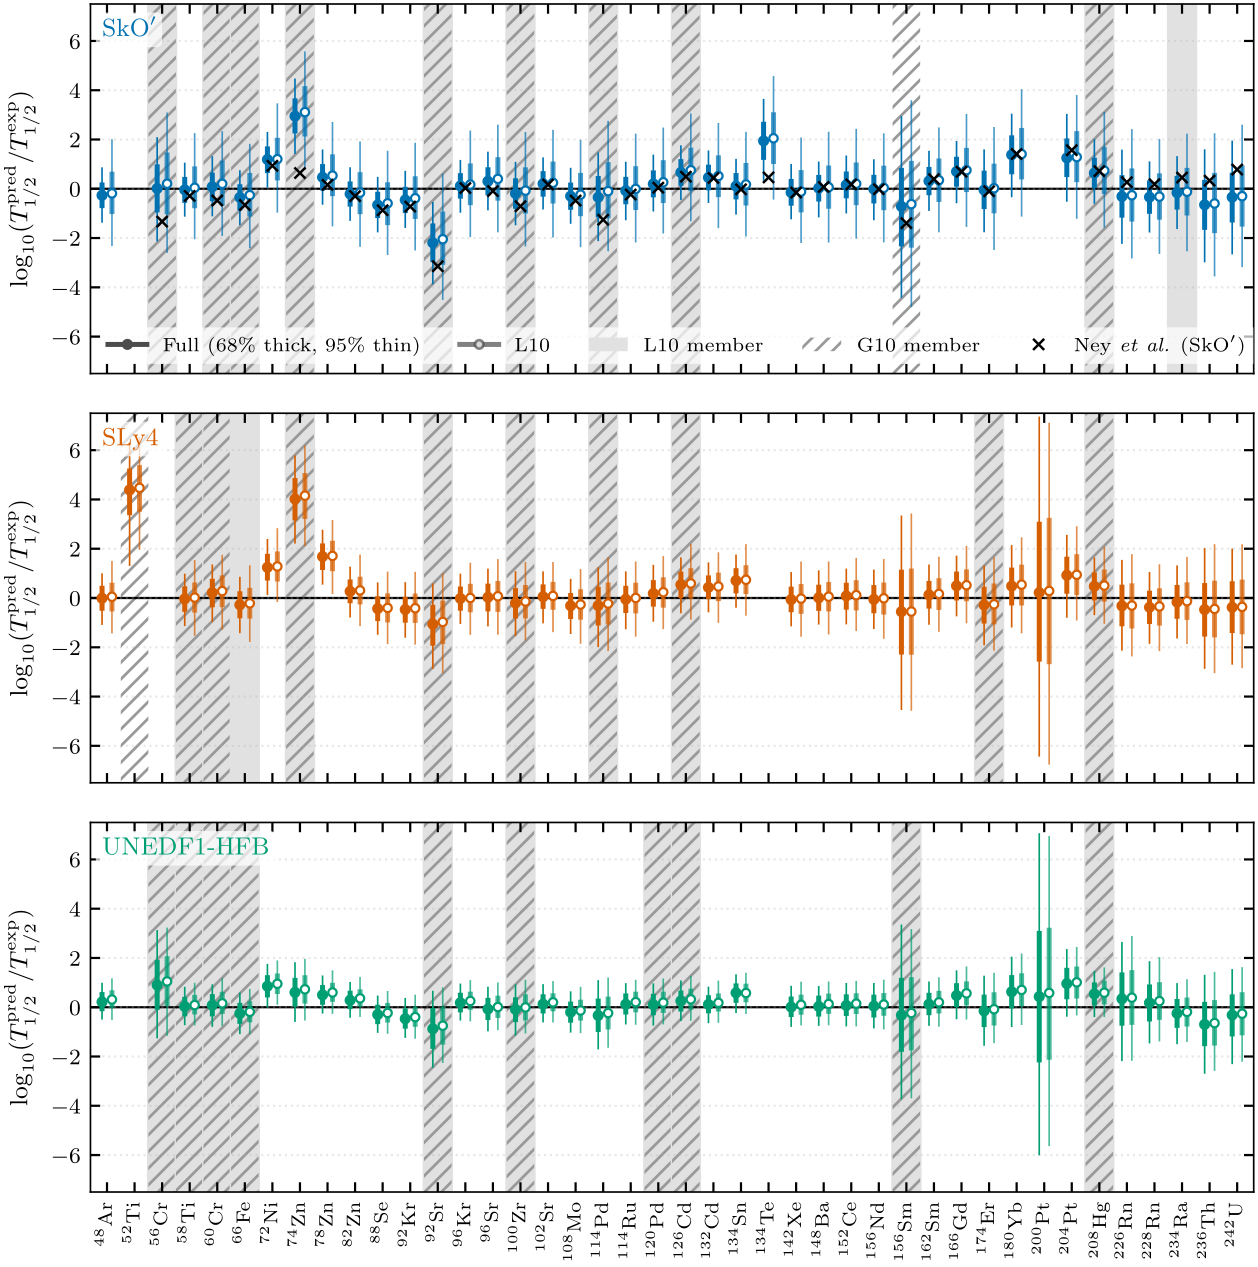 SkO′
6
4
2
0
−2
−4
−6
log₁₀(T₁/₂ᵖʳᵉᵈ/T₁/₂ᵉˣᵖ)
Full (68% thick, 95% thin) L10 L10 member G10 member Ney et al. (SkO′)
SLy4
6
4
2
0
−2
−4
−6
log₁₀(T₁/₂ᵖʳᵉᵈ/T₁/₂ᵉˣᵖ)
UNEDF1-HFB
6
4
2
0
−2
−4
−6
log₁₀(T₁/₂ᵖʳᵉᵈ/T₁/₂ᵉˣᵖ)
⁴⁸Ar
⁵²Ti
⁵⁶Cr
⁵⁸Ti
⁶⁰Cr
⁶⁶Fe
⁷²Ni
⁷⁴Zn
⁷⁸Zn
⁸²Zn
⁸⁸Se
⁹²Kr
⁹²Sr
⁹⁶Kr
⁹⁶Sr
¹⁰⁰Zr
¹⁰²Sr
¹⁰⁸Mo
¹¹⁴Pd
¹¹⁴Ru
¹²⁰Pd
¹²⁶Cd
¹³²Cd
¹³⁴Sn
¹³⁴Te
¹⁴²Xe
¹⁴⁸Ba
¹⁵²Ce
¹⁵⁶Nd
¹⁵⁶Sm
¹⁶²Sm
¹⁶⁶Gd
¹⁷⁴Er
¹⁸⁰Yb
²⁰⁰Pt
²⁰⁴Pt
²⁰⁸Hg
²²⁶Rn
²²⁸Rn
²³⁴Ra
²³⁶Th
²⁴²U